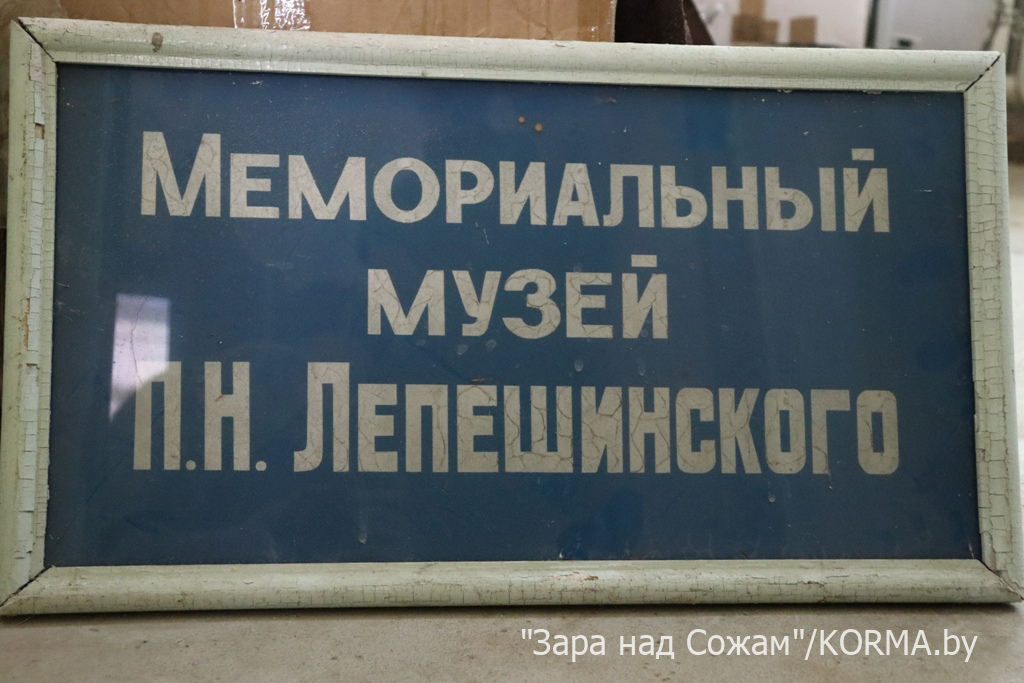 Мемориальный
музей
П.Н. Лепешинского
"Зара над Сожам"/KORMA.by